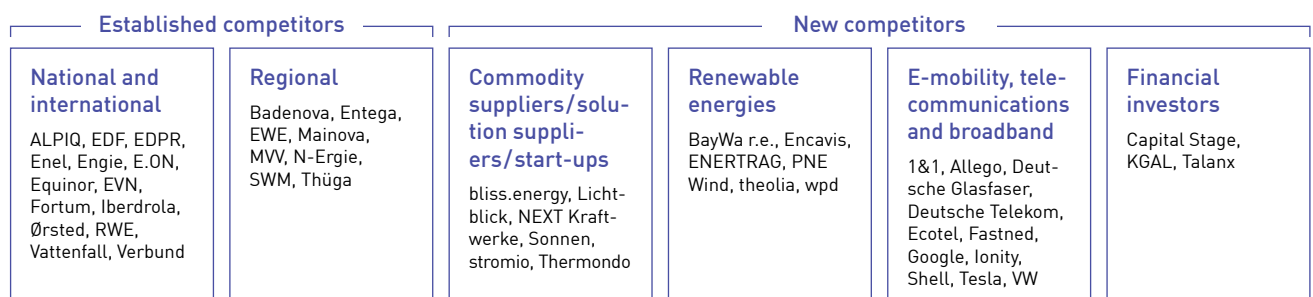 Established competitors
New competitors
National and
international
ALPIQ, EDF, EDPR,
Enel, Engie, E.ON,
Equinor, EVN,
Fortum, Iberdrola,
Ørsted, RWE,
Vattenfall, Verbund
Regional
Badenova, Entega,
EWE, Mainova,
MVV, N-Ergie,
SWM, Thüga
Commodity
suppliers/solu-
tion suppli-
ers/start-ups
bliss.energy, Licht-
blick, NEXT Kraft-
werke, Sonnen,
stromio, Thermondo
Renewable
energies
BayWa r.e., Encavis,
ENERTRAG, PNE
Wind, theolia, wpd
E-mobility, tele-
communications
and broadband
1&1, Allego, Deut-
sche Glasfaser,
Deutsche Telekom,
Ecotel, Fastned,
Google, Ionity,
Shell, Tesla, VW
Financial
investors
Capital Stage,
KGAL, Talanx